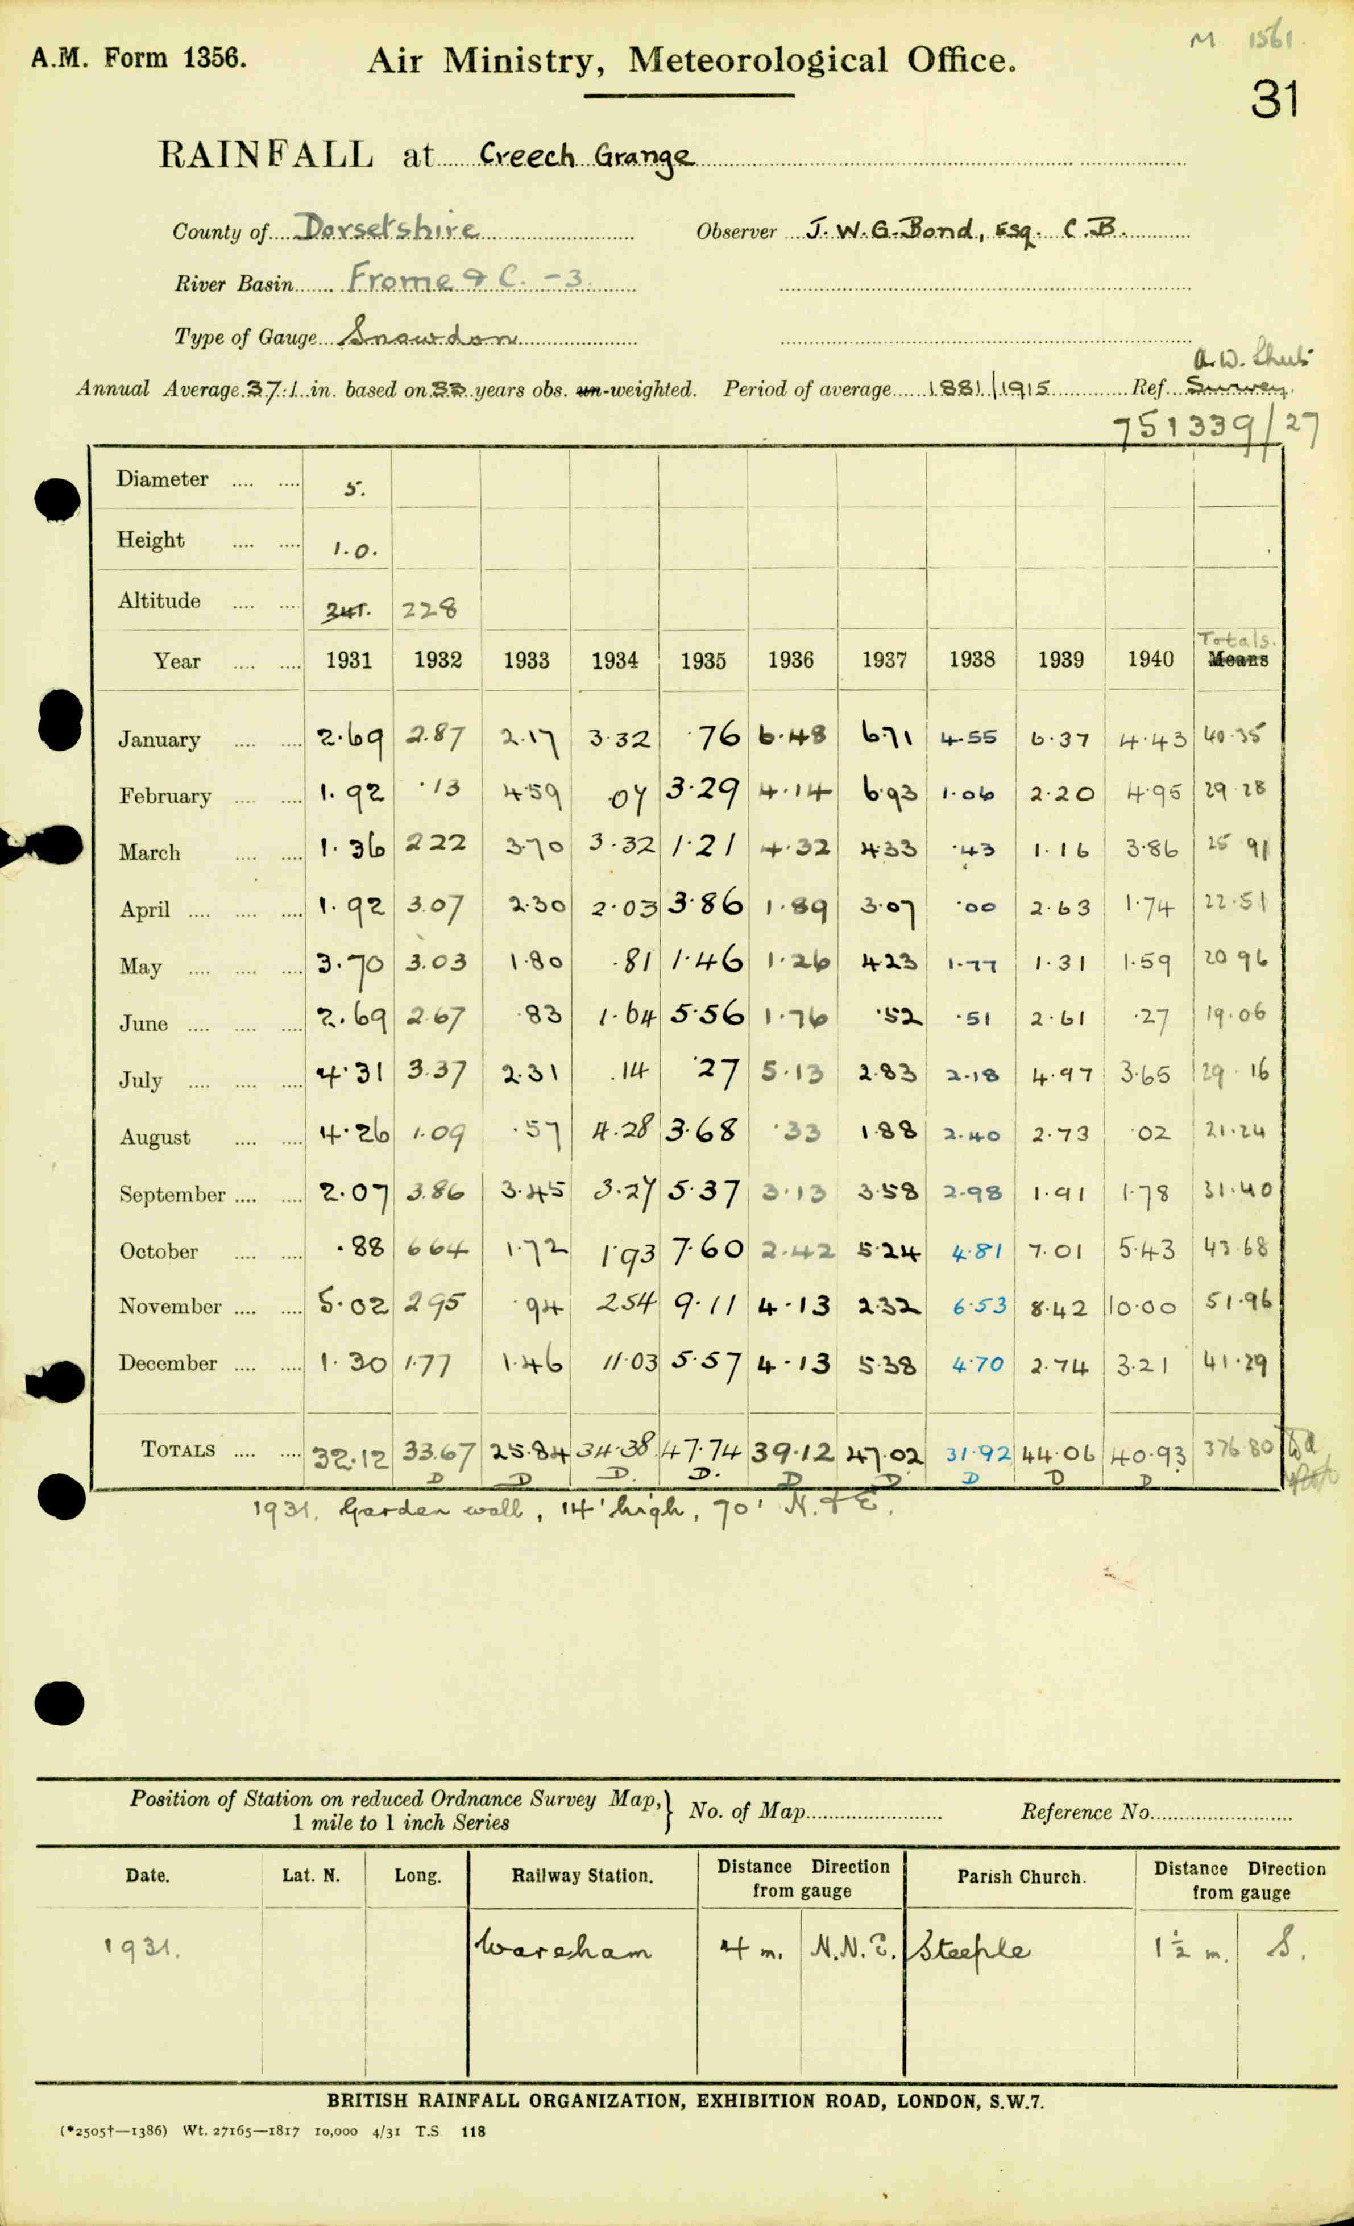 M 1561.
A.M. Form 1356. Air Ministry, Meteorological Office.
31
RAINFALL at Creech Grange
County of Dorsetshire Observer J. W. G. Bond, Esq. C.B.
River Basin Frome & C. -3.
Type of Gauge Snowdon
A.W.
Annual Average 37.1 in. based on 33 years obs. un-weighted. Period of average 1881/1915 Ref. Survey.
751339/27
Diameter 5.
Height 1.0.
Altitude 228
Totals.
Year 1931 1932 1933 1934 1935 1936 1937 1938 1939 1940 Means
January 2.69 2.87 2.17 3.32 .76 6.48 6.71 4.55 6.37 4.43 40.35
February 1.92 .13 4.59 .07 3.29 4.14 6.93 1.06 2.20 4.95 29.28
March 1.36 2.22 3.70 3.32 1.21 4.32 4.33 .43 1.16 3.86 25 91
April 1.92 3.07 2.30 2.03 3.86 1.89 3.07 .00 2.63 1.74 22.51
May 3.70 3.03 1.80 .81 1.46 1.26 4.23 1.77 1.31 1.59 20 96
June 2.69 2.67 .83 1.64 5.56 1.76 .52 .51 2.61 .27 19.06
July 4.31 3.37 2.31 .14 .27 5.13 2.83 2.18 4.97 3.65 29.16
August 4.26 1.09 .57 4.28 3.68 .33 1.88 2.40 2.73 .02 21.24
September 2.07 3.86 3.45 3.27 5.37 3.13 3.58 2.98 1.91 1.78 31.40
October .88 6 64 1.72 1.93 7.60 2.42 5.24 4.81 7.01 5.43 43.68
November 5.02 2 95 .94 2 54 9.11 4.13 2.32 6.53 8.42 10.00 51.96
December 1.30 1.77 1.46 11.03 5.57 4.13 5.38 4.70 2.74 3.21 41.29
TOTALS 32.12 33.67 25.84 34.38 47.74 39.12 47.02 31.92 44.06 40.93 376.80
D D D. D. D D D D D
1931. Garden wall, 14' high, 70' N. & E.
Position of Station on reduced Ordnance Survey Map, } No. of Map Reference No.
1 mile to 1 inch Series
Date. Lat. N. Long. Railway Station. Distance Direction from gauge Parish Church. Distance Direction from gauge
1931. Wareham 4 m. N.N.E. Steeple 1½ m. S.
BRITISH RAINFALL ORGANIZATION, EXHIBITION ROAD, LONDON, S.W.7.
(*2505†—1386) Wt. 27165—1817 10,000 4/31 T.S. 118